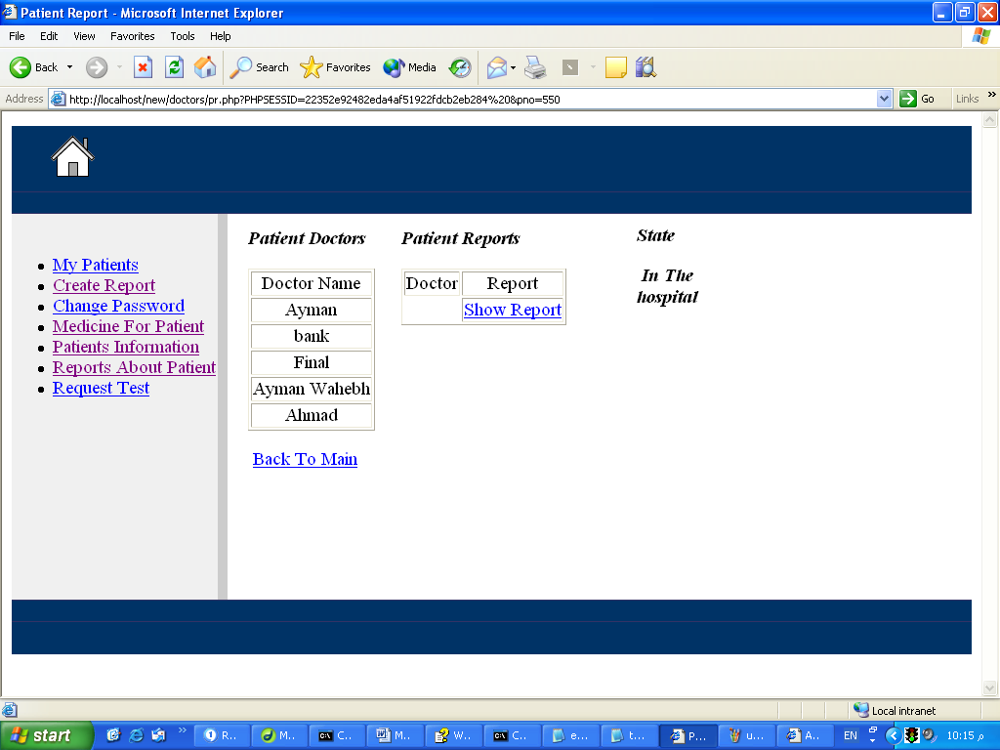 Patient Report - Microsoft Internet Explorer
File Edit View Favorites Tools Help
Back Search Favorites Media
Address http://localhost/new/doctors/pr.php?PHPSESSID=22352e92482eda4af51922fdcb2eb284%20&pno=550 Go Links »
My Patients
Create Report
Change Password
Medicine For Patient
Patients Information
Reports About Patient
Request Test
Patient Doctors
Doctor Name
Ayman
bank
Final
Ayman Wahebh
Ahmad
Back To Main
Patient Reports
Doctor Report
Show Report
State
In The
hospital
Local intranet
start » R... M... C... M... W... C... e... t... P... u... A... EN 10:15 م